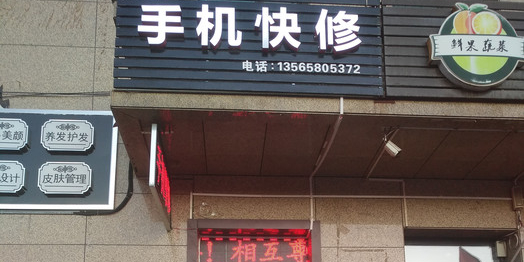 手机快修
电话：13565805372
鲜果蔬菜
美颜
养发护发
设计
皮肤管理
！相互尊